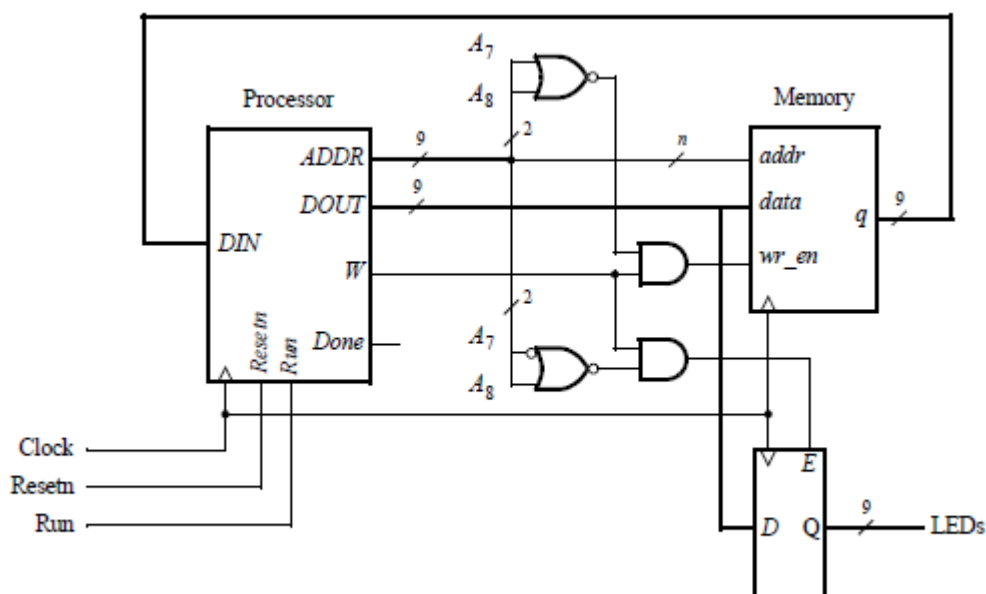 A7
A8
Processor
Memory
2
9
n
ADDR
addr
9
DOUT
data
9
q
DIN
W
wr_en
2
Done
A7
A8
Resetn
Run
Clock
E
Resetn
9
Run
D
Q
LEDs